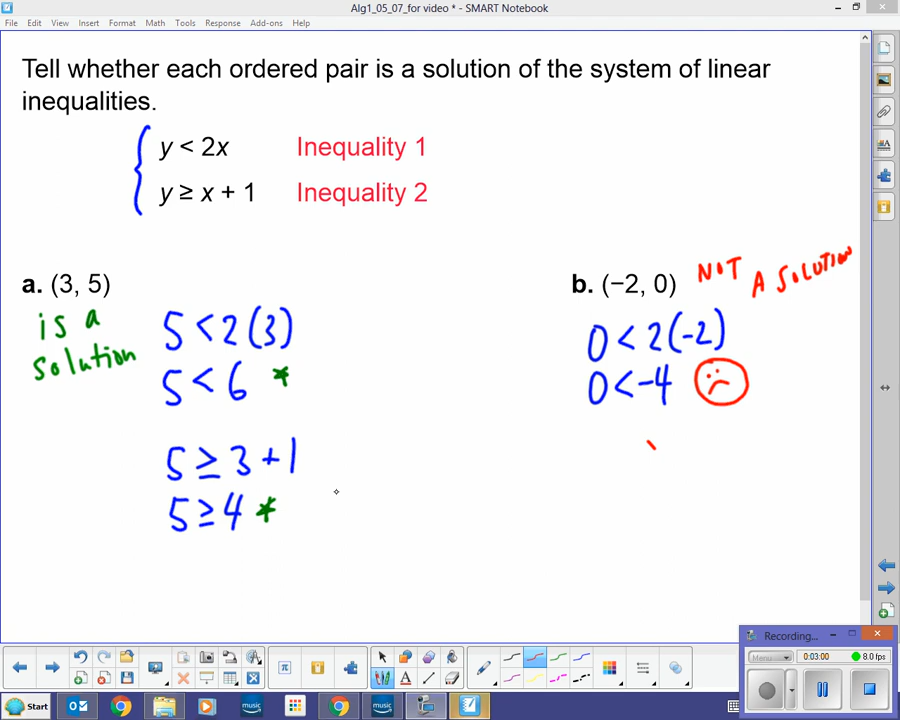 Alg1_05_07_for video * - SMART Notebook
File Edit View Insert Format Math Tools Response Add-ons Help
Tell whether each ordered pair is a solution of the system of linear
inequalities.
y < 2x Inequality 1
y ≥ x + 1 Inequality 2
a. (3, 5)
is a
solution
5 < 2(3)
5 < 6 *
5 ≥ 3 + 1
5 ≥ 4 *
b. (−2, 0) NOT A SOLUTION
0 < 2(-2)
0 < -4
Recording...
Menu 0:03:00 8.0 fps
Start
music
music